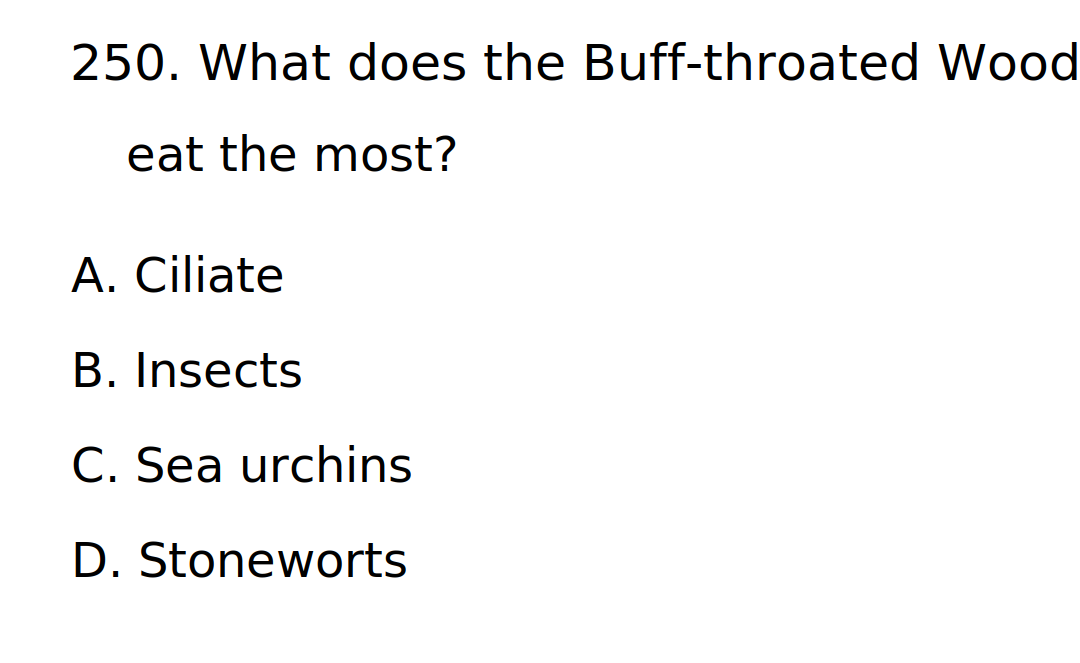 250. What does the Buff-throated Wood
eat the most?
A. Ciliate
B. Insects
C. Sea urchins
D. Stoneworts